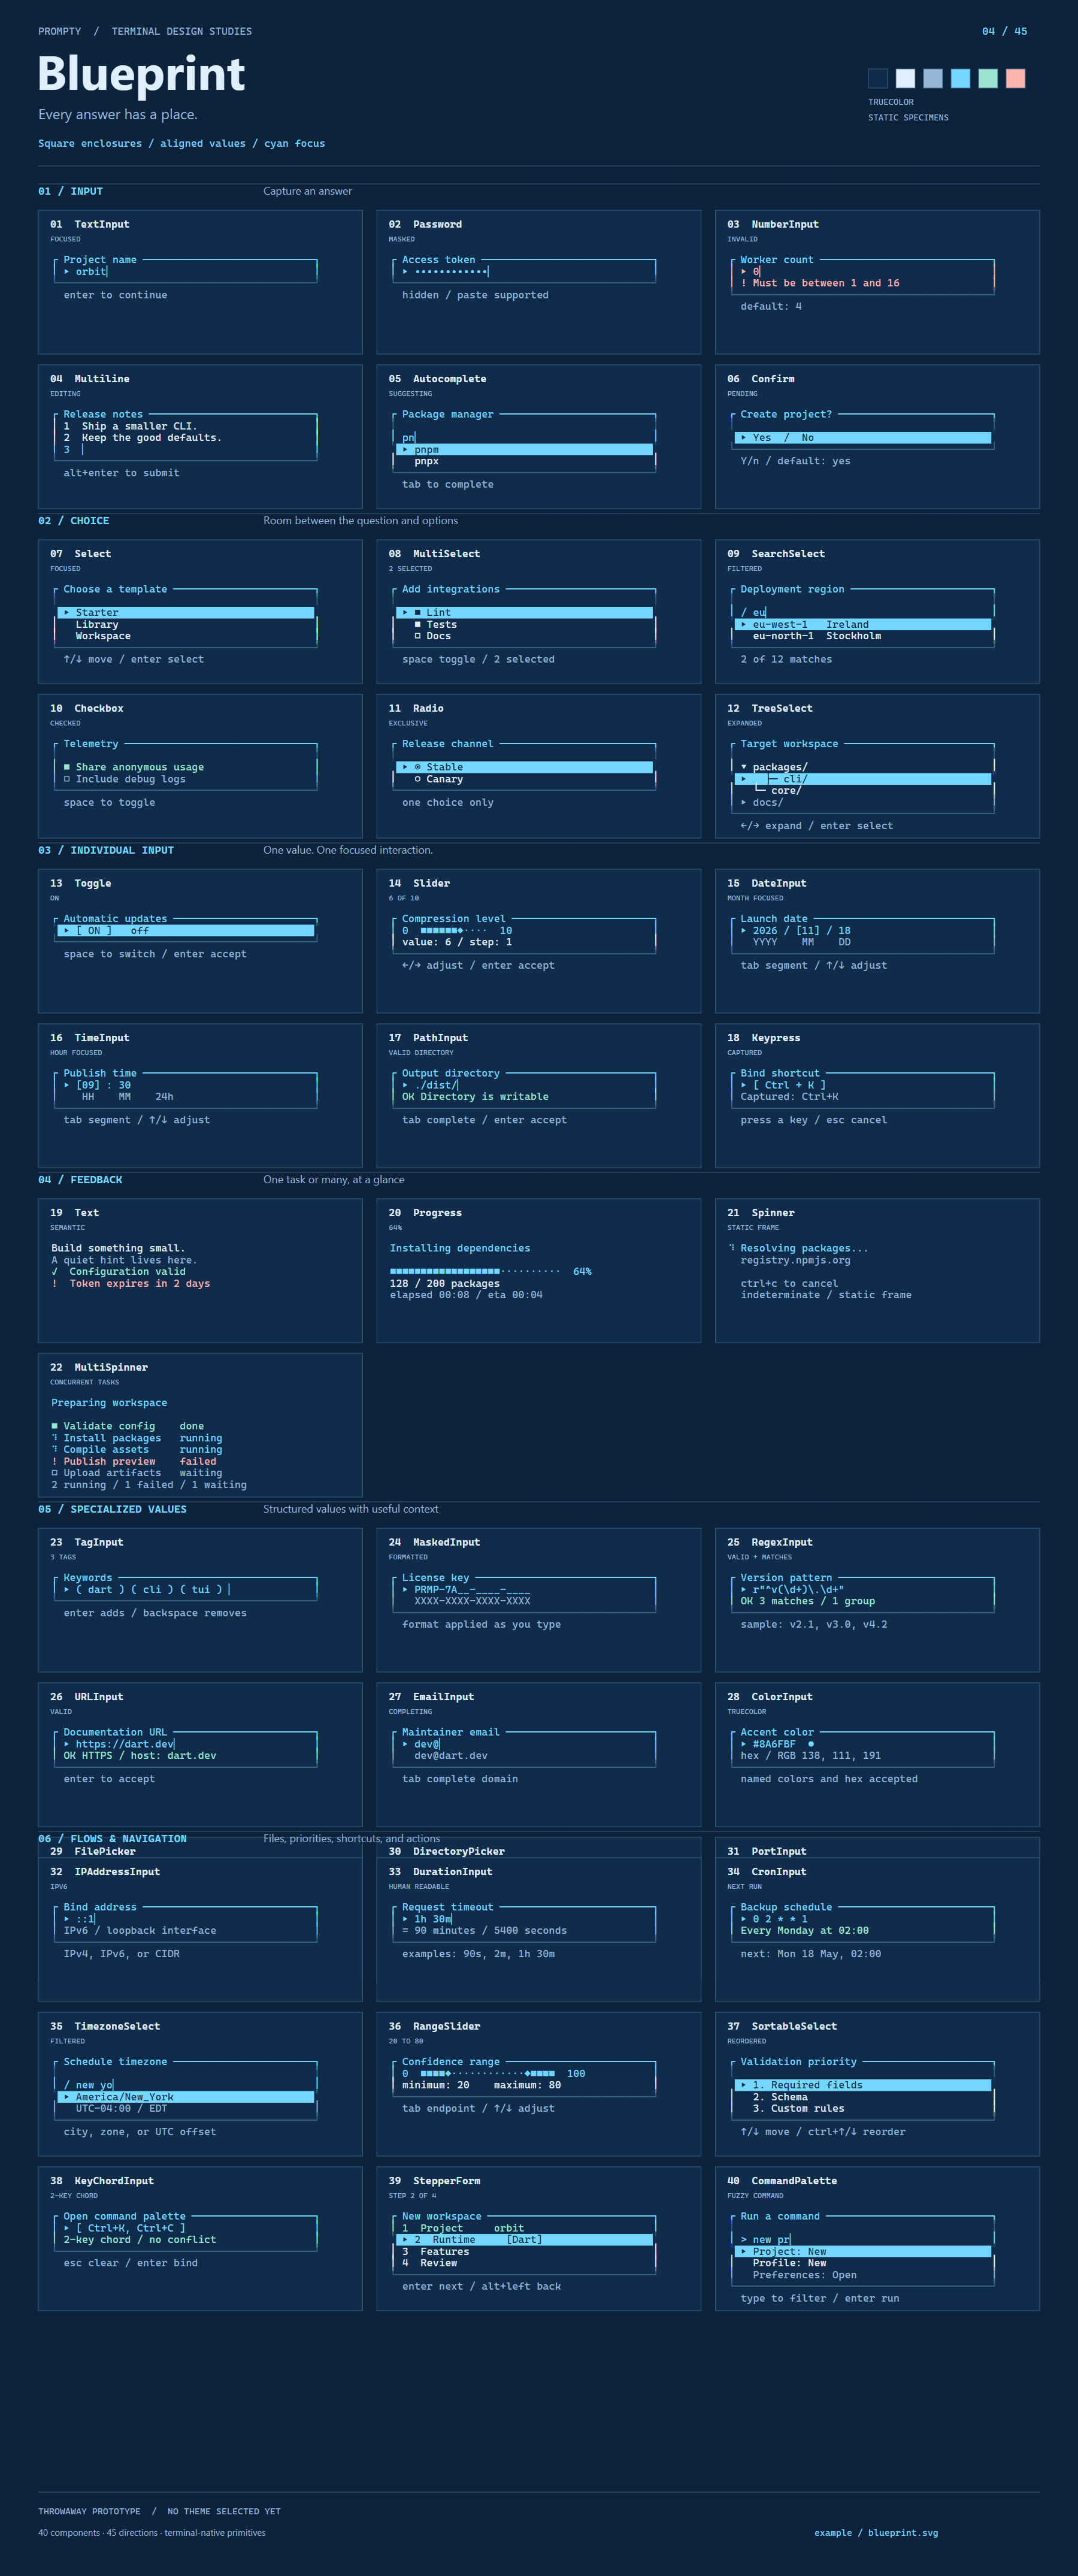 PROMPTY / TERMINAL DESIGN STUDIES
04 / 45
Blueprint
Every answer has a place.
TRUECOLOR
STATIC SPECIMENS
Square enclosures / aligned values / cyan focus
01 / INPUT
Capture an answer
01 TextInput
FOCUSED
Project name
▸ orbit
enter to continue
02 Password
MASKED
Access token
▸ ••••••••••••
hidden / paste supported
03 NumberInput
INVALID
Worker count
▸ 0
! Must be between 1 and 16
default: 4
04 Multiline
EDITING
Release notes
1 Ship a smaller CLI.
2 Keep the good defaults.
3
alt+enter to submit
05 Autocomplete
SUGGESTING
Package manager
pn
▸ pnpm
pnpx
tab to complete
06 Confirm
PENDING
Create project?
▸ Yes / No
Y/n / default: yes
02 / CHOICE
Room between the question and options
07 Select
FOCUSED
Choose a template
▸ Starter
Library
Workspace
↑/↓ move / enter select
08 MultiSelect
2 SELECTED
Add integrations
▸ ■ Lint
■ Tests
□ Docs
space toggle / 2 selected
09 SearchSelect
FILTERED
Deployment region
/ eu
▸ eu-west-1 Ireland
eu-north-1 Stockholm
2 of 12 matches
10 Checkbox
CHECKED
Telemetry
■ Share anonymous usage
□ Include debug logs
space to toggle
11 Radio
EXCLUSIVE
Release channel
▸ ◉ Stable
○ Canary
one choice only
12 TreeSelect
EXPANDED
Target workspace
▾ packages/
▸ ├─ cli/
└─ core/
▸ docs/
←/→ expand / enter select
03 / INDIVIDUAL INPUT
One value. One focused interaction.
13 Toggle
ON
Automatic updates
▸ [ ON ] off
space to switch / enter accept
14 Slider
6 OF 10
Compression level
0 ■■■■■■◆···· 10
value: 6 / step: 1
←/→ adjust / enter accept
15 DateInput
MONTH FOCUSED
Launch date
▸ 2026 / [11] / 18
YYYY MM DD
tab segment / ↑/↓ adjust
16 TimeInput
HOUR FOCUSED
Publish time
▸ [09] : 30
HH MM 24h
tab segment / ↑/↓ adjust
17 PathInput
VALID DIRECTORY
Output directory
▸ ./dist/
OK Directory is writable
tab complete / enter accept
18 Keypress
CAPTURED
Bind shortcut
▸ [ Ctrl + K ]
Captured: Ctrl+K
press a key / esc cancel
04 / FEEDBACK
One task or many, at a glance
19 Text
SEMANTIC
Build something small.
A quiet hint lives here.
✓ Configuration valid
! Token expires in 2 days
20 Progress
64%
Installing dependencies
■■■■■■■■■■■■■■■■■■·········· 64%
128 / 200 packages
elapsed 00:08 / eta 00:04
21 Spinner
STATIC FRAME
⠹ Resolving packages...
registry.npmjs.org
ctrl+c to cancel
indeterminate / static frame
22 MultiSpinner
CONCURRENT TASKS
Preparing workspace
■ Validate config done
⠹ Install packages running
⠹ Compile assets running
! Publish preview failed
□ Upload artifacts waiting
2 running / 1 failed / 1 waiting
05 / SPECIALIZED VALUES
Structured values with useful context
23 TagInput
3 TAGS
Keywords
▸ ( dart ) ( cli ) ( tui )
enter adds / backspace removes
24 MaskedInput
FORMATTED
License key
▸ PRMP-7A__-____-____
XXXX-XXXX-XXXX-XXXX
format applied as you type
25 RegexInput
VALID + MATCHES
Version pattern
▸ r"^v(\d+)\.\d+"
OK 3 matches / 1 group
sample: v2.1, v3.0, v4.2
26 URLInput
VALID
Documentation URL
▸ https://dart.dev
OK HTTPS / host: dart.dev
enter to accept
27 EmailInput
COMPLETING
Maintainer email
▸ dev@
dev@dart.dev
tab complete domain
28 ColorInput
TRUECOLOR
Accent color
▸ #8A6FBF ●
hex / RGB 138, 111, 191
named colors and hex accepted
06 / FLOWS & NAVIGATION
Files, priorities, shortcuts, and actions
29 FilePicker
30 DirectoryPicker
31 PortInput
32 IPAddressInput
IPV6
Bind address
▸ ::1
IPv6 / loopback interface
IPv4, IPv6, or CIDR
33 DurationInput
HUMAN READABLE
Request timeout
▸ 1h 30m
= 90 minutes / 5400 seconds
examples: 90s, 2m, 1h 30m
34 CronInput
NEXT RUN
Backup schedule
▸ 0 2 * * 1
Every Monday at 02:00
next: Mon 18 May, 02:00
35 TimezoneSelect
FILTERED
Schedule timezone
/ new yo
▸ America/New_York
UTC-04:00 / EDT
city, zone, or UTC offset
36 RangeSlider
20 TO 80
Confidence range
0 ■■■■◆············◆■■■■ 100
minimum: 20 maximum: 80
tab endpoint / ↑/↓ adjust
37 SortableSelect
REORDERED
Validation priority
▸ 1. Required fields
2. Schema
3. Custom rules
↑/↓ move / ctrl+↑/↓ reorder
38 KeyChordInput
2-KEY CHORD
Open command palette
▸ [ Ctrl+K, Ctrl+C ]
2-key chord / no conflict
esc clear / enter bind
39 StepperForm
STEP 2 OF 4
New workspace
1 Project orbit
▸ 2 Runtime [Dart]
3 Features
4 Review
enter next / alt+left back
40 CommandPalette
FUZZY COMMAND
Run a command
> new pr
▸ Project: New
Profile: New
Preferences: Open
type to filter / enter run
THROWAWAY PROTOTYPE / NO THEME SELECTED YET
40 components · 45 directions · terminal-native primitives
example / blueprint.svg